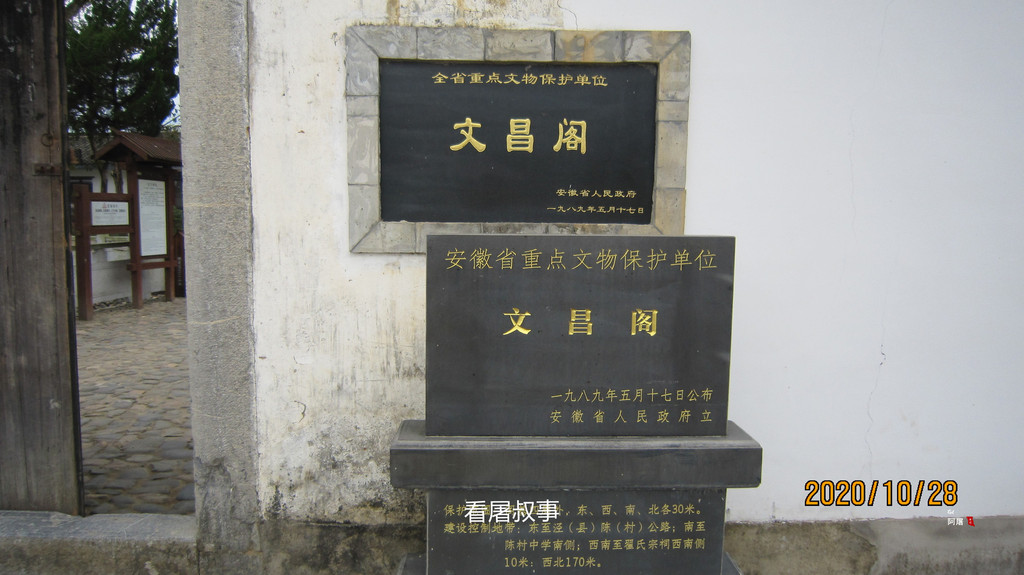 全省重点文物保护单位
文昌阁
安徽省人民政府
一九八九年五月十七日
安徽省重点文物保护单位
文昌阁
一九八九年五月十七日公布
安徽省人民政府立
保护
东、西、南、北各30米。
建设控制地带：东至泾（县）陈（村）公路；南至
陈村中学南侧；西南至翟氏宗祠西南侧
10米；西北170米。
看屠叔事
2020/10/28
阿屠